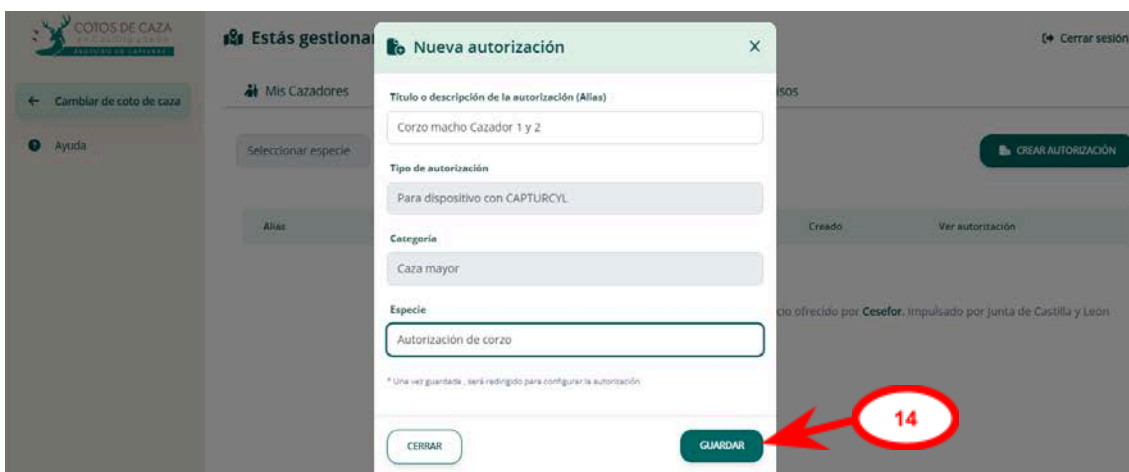 COTOS DE CAZA
Estás gestiona
Cerrar sesión
Nueva autorización
X
Cambiar de coto de caza
Ayuda
Mis Cazadores
isos
Título o descripción de la autorización (Alias)
Corzo macho Cazador 1 y 2
Seleccionar especie
CREAR AUTORIZACIÓN
Tipo de autorización
Para dispositivo con CAPTURCYL
Alias
Creado
Ver autorización
Categoría
Caza mayor
Especie
cio ofrecido por Cesefor, impulsado por Junta de Castilla y León
Autorización de corzo
* Una vez guardada , será redirigido para configurar la autorización
CERRAR
GUARDAR
14